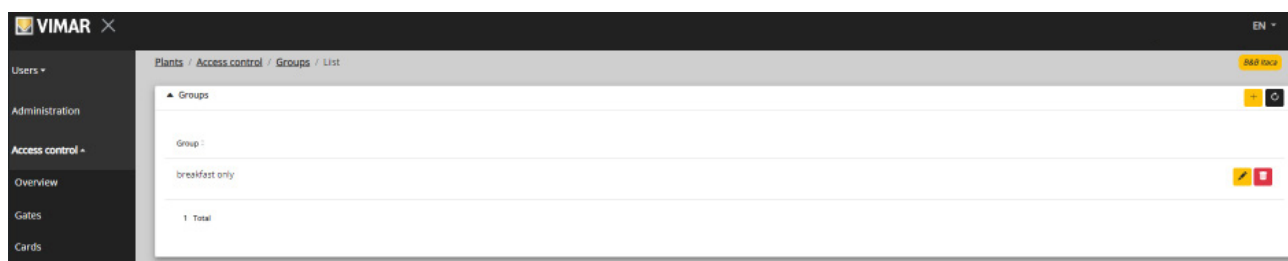 VIMAR
EN
Users
Plants / Access control / Groups / List
B&B Itaca
Administration
Groups
Access control
Group
Overview
breakfast only
Gates
1 Total
Cards